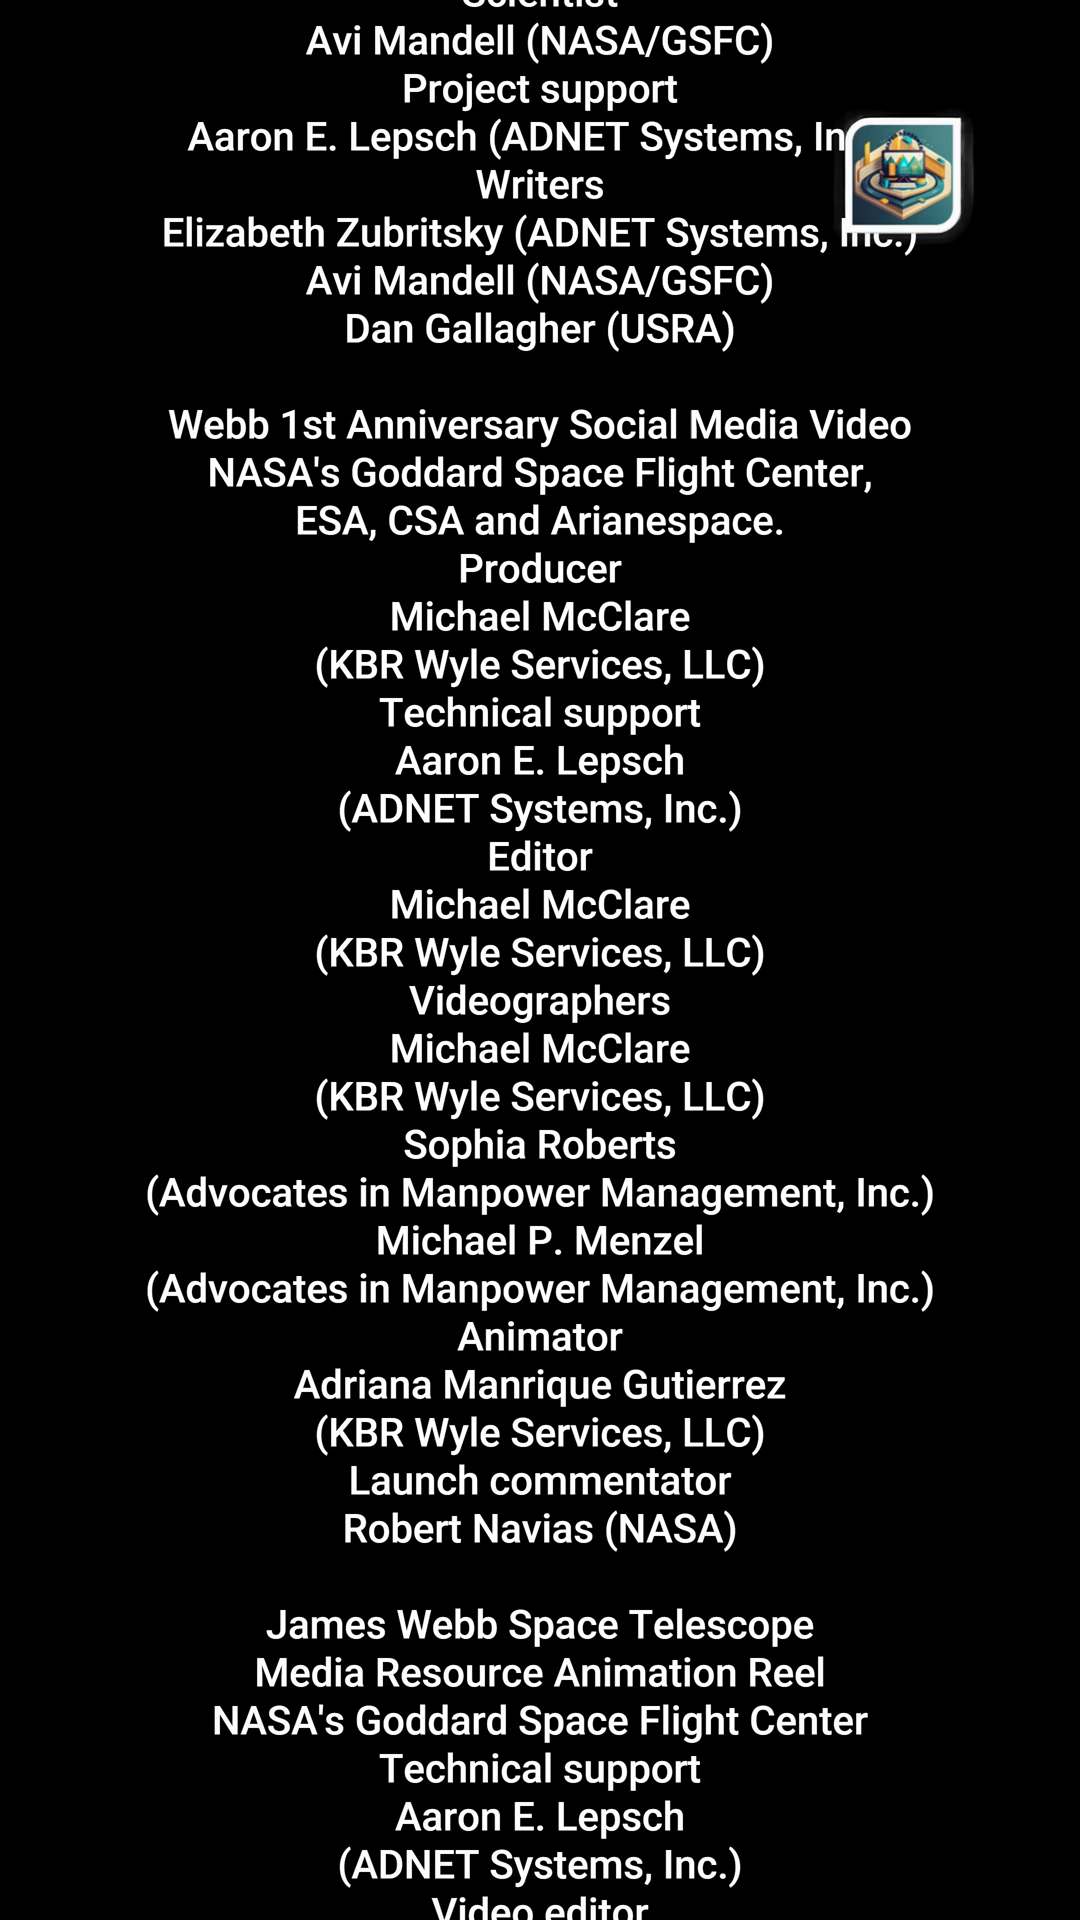 Scientist
Avi Mandell (NASA/GSFC)
Project support
Aaron E. Lepsch (ADNET Systems, In
Writers
Elizabeth Zubritsky (ADNET Systems, Inc.)
Avi Mandell (NASA/GSFC)
Dan Gallagher (USRA)
Webb 1st Anniversary Social Media Video
NASA's Goddard Space Flight Center,
ESA, CSA and Arianespace.
Producer
Michael McClare
(KBR Wyle Services, LLC)
Technical support
Aaron E. Lepsch
(ADNET Systems, Inc.)
Editor
Michael McClare
(KBR Wyle Services, LLC)
Videographers
Michael McClare
(KBR Wyle Services, LLC)
Sophia Roberts
(Advocates in Manpower Management, Inc.)
Michael P. Menzel
(Advocates in Manpower Management, Inc.)
Animator
Adriana Manrique Gutierrez
(KBR Wyle Services, LLC)
Launch commentator
Robert Navias (NASA)
James Webb Space Telescope
Media Resource Animation Reel
NASA's Goddard Space Flight Center
Technical support
Aaron E. Lepsch
(ADNET Systems, Inc.)
Video editor